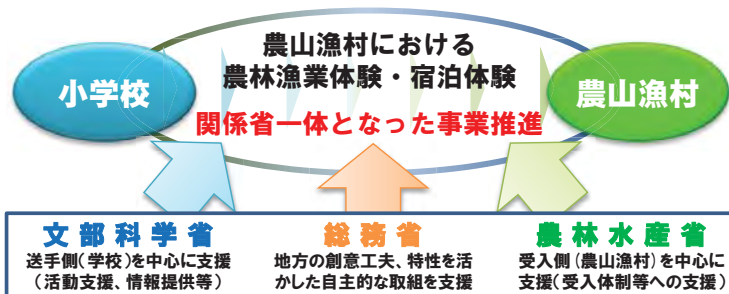 農山漁村における
農林漁業体験・宿泊体験
小学校
農山漁村
関係省一体となった事業推進
文部科学省
送手側(学校)を中心に支援
(活動支援、情報提供等)
総務省
地方の創意工夫、特性を活
かした自主的な取組を支援
農林水産省
受入側(農山漁村)を中心に
支援(受入体制等への支援)